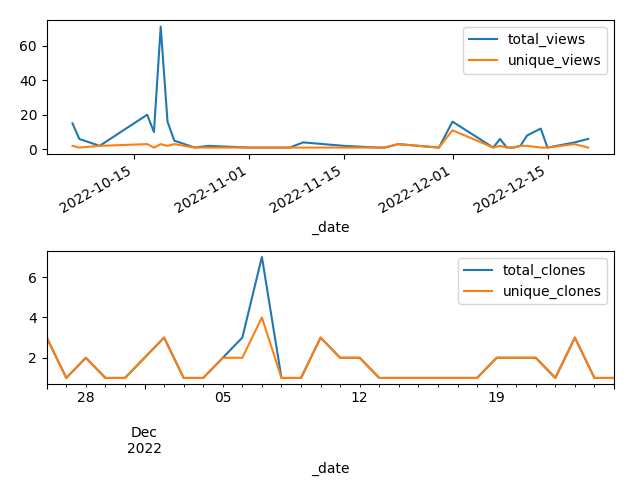 60
40
20
0
total_views
unique_views
2022-10-15
2022-11-01
2022-11-15
2022-12-01
2022-12-15
_date
6
4
2
total_clones
unique_clones
28 05 12 19
Dec
2022
_date